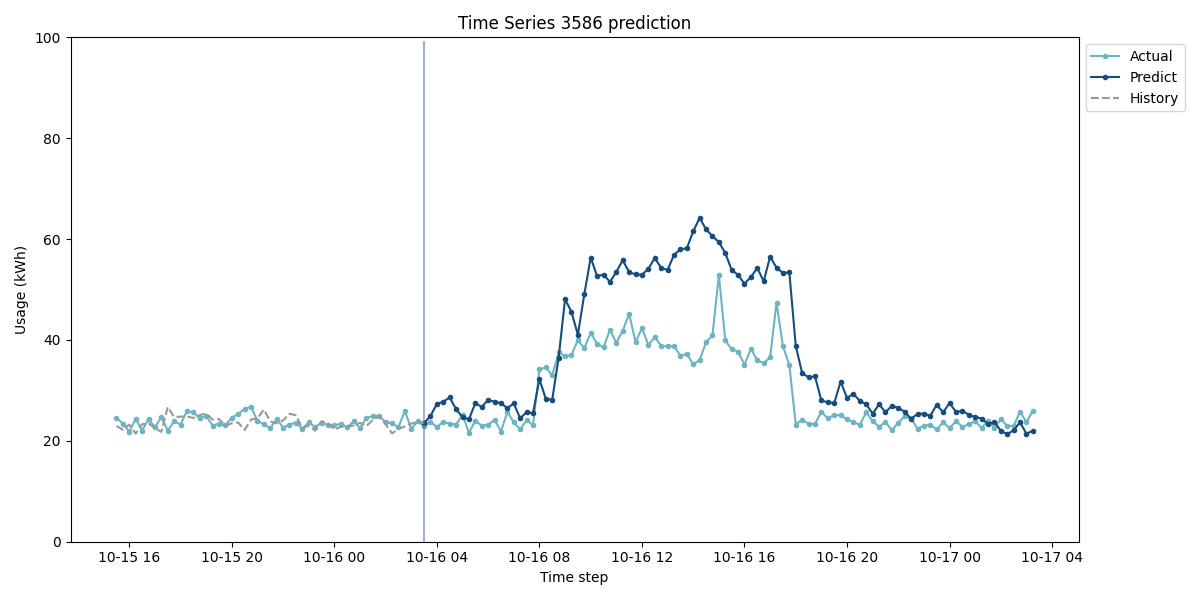 Time Series 3586 prediction
Usage (kWh)
100
80
60
40
20
0
10-15 16
10-15 20
10-16 00
10-16 04
10-16 08
10-16 12
10-16 16
10-16 20
10-17 00
10-17 04
Time step
Actual
Predict
History